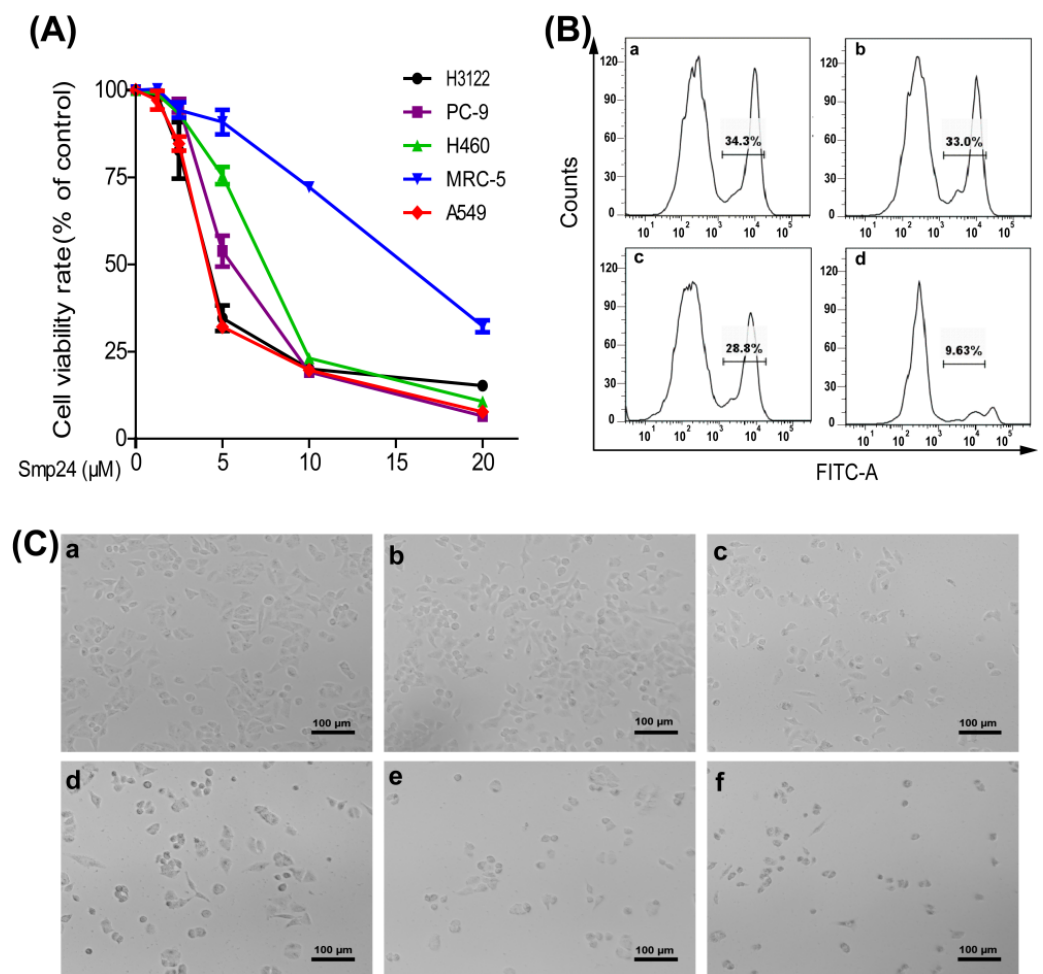 (A)
Cell viability rate(% of control)
100
75
50
25
0
0
5
10
15
20
Smp24 (µM)
H3122
PC-9
H460
MRC-5
A549
(B)
Counts
a
120
90
60
30
0
34.3%
10¹ 10² 10³ 10⁴ 10⁵
b
120
90
60
30
0
33.0%
10¹ 10² 10³ 10⁴ 10⁵
c
120
90
60
30
0
28.8%
10¹ 10² 10³ 10⁴ 10⁵
d
120
90
60
30
0
9.63%
10¹ 10² 10³ 10⁴ 10⁵
FITC-A
(C)
a
100 µm
b
100 µm
c
100 µm
d
100 µm
e
100 µm
f
100 µm